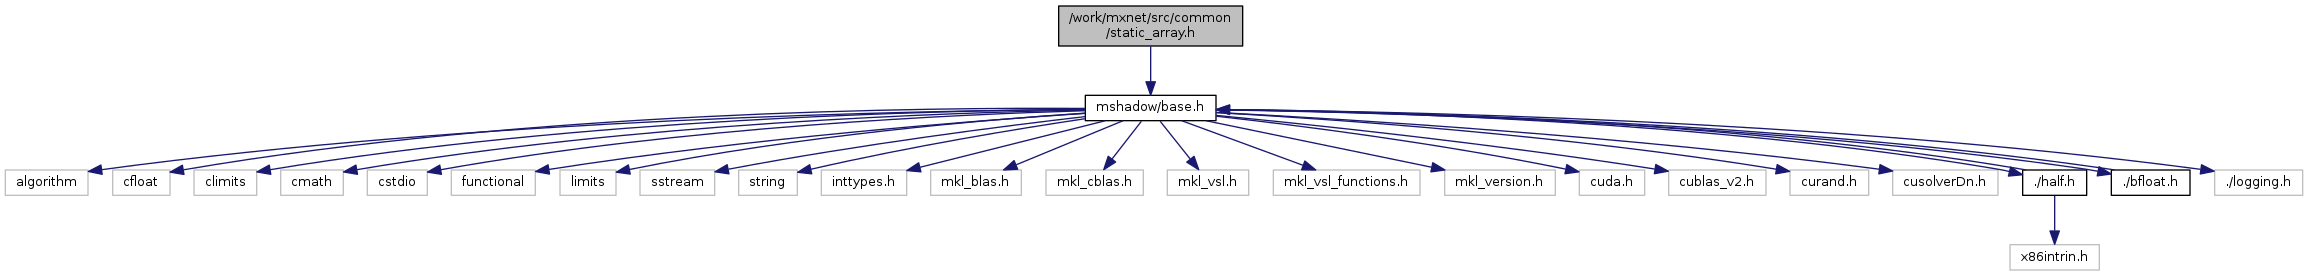 /work/mxnet/src/common
/static_array.h
mshadow/base.h
algorithm
cfloat
climits
cmath
cstdio
functional
limits
sstream
string
inttypes.h
mkl_blas.h
mkl_cblas.h
mkl_vsl.h
mkl_vsl_functions.h
mkl_version.h
cuda.h
cublas_v2.h
curand.h
cusolverDn.h
./half.h
./bfloat.h
./logging.h
x86intrin.h